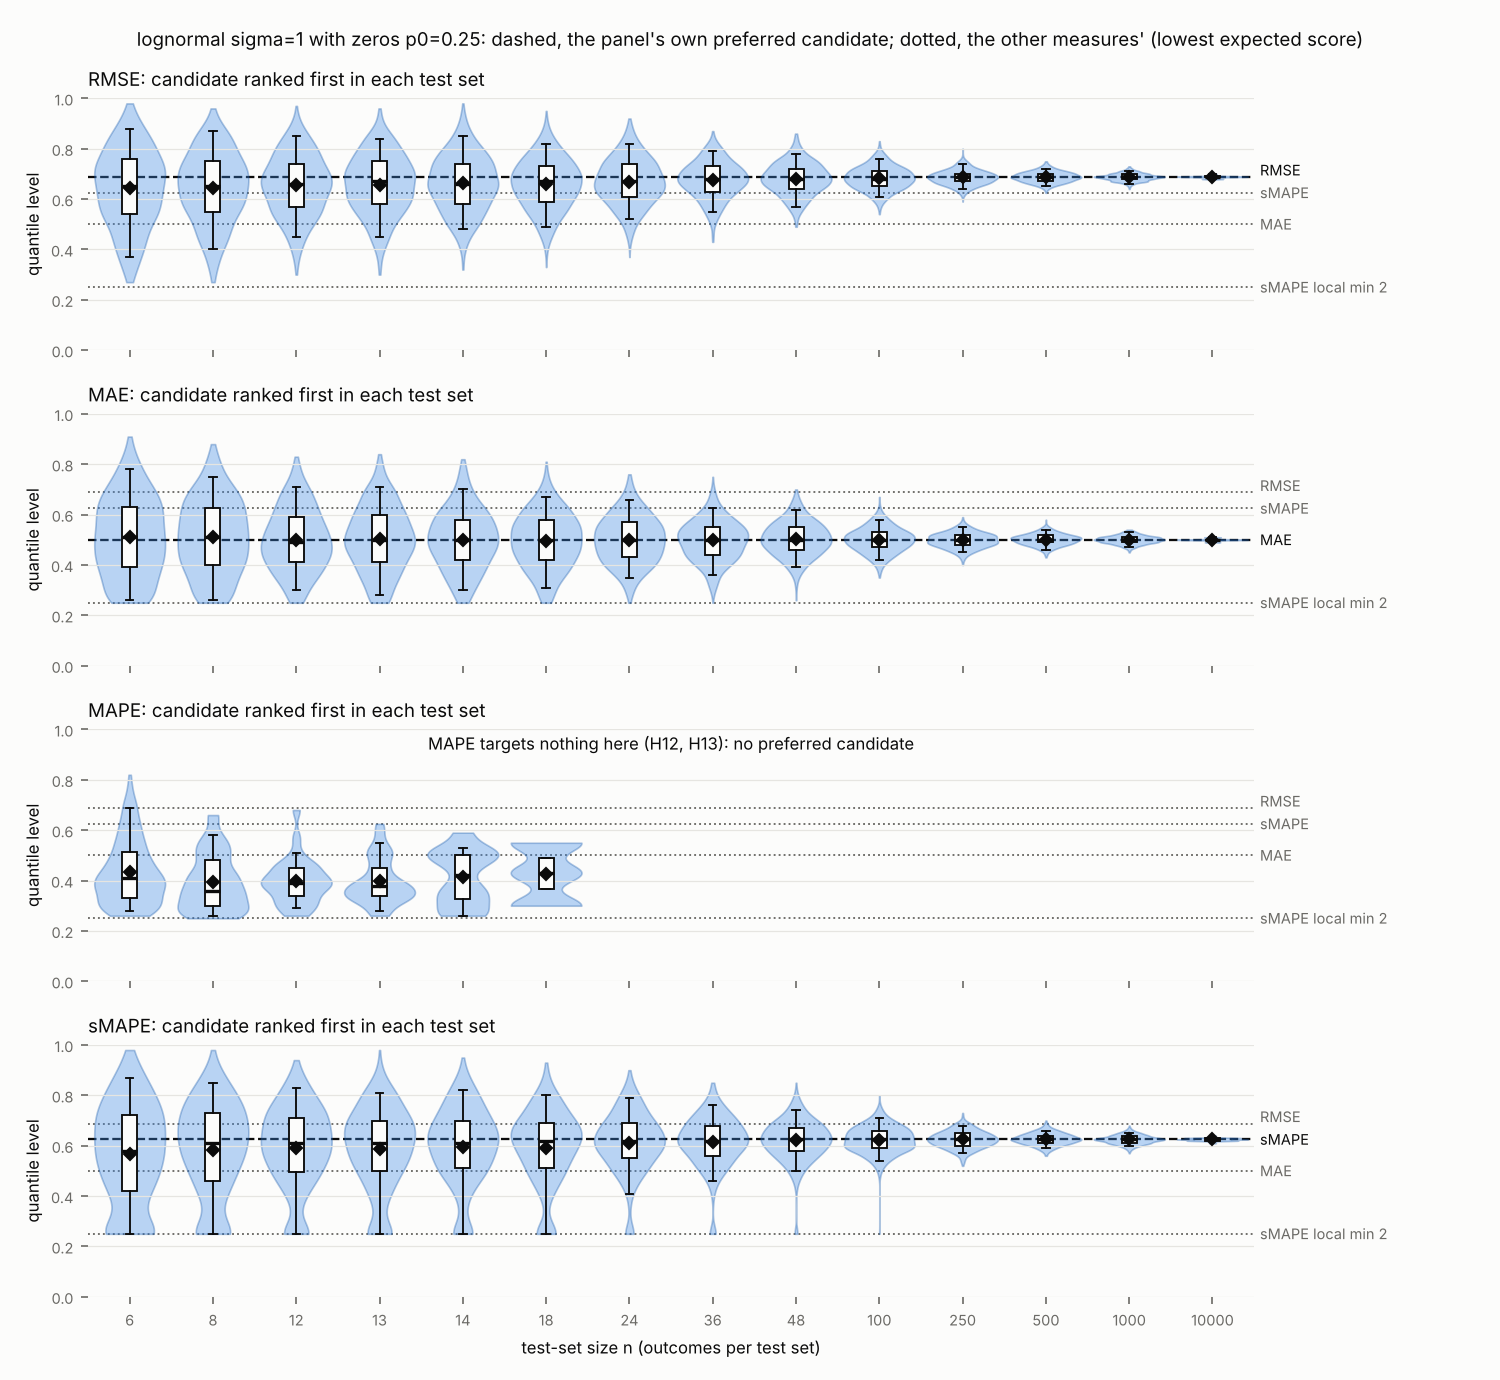 lognormal sigma=1 with zeros p0=0.25: dashed, the panel's own preferred candidate; dotted, the other measures' (lowest expected score)
RMSE: candidate ranked first in each test set
quantile level
1.0
0.8
0.6
0.4
0.2
0.0
RMSE
sMAPE
MAE
sMAPE local min 2
MAE: candidate ranked first in each test set
quantile level
1.0
0.8
0.6
0.4
0.2
0.0
RMSE
sMAPE
MAE
sMAPE local min 2
MAPE: candidate ranked first in each test set
MAPE targets nothing here (H12, H13): no preferred candidate
quantile level
1.0
0.8
0.6
0.4
0.2
0.0
RMSE
sMAPE
MAE
sMAPE local min 2
sMAPE: candidate ranked first in each test set
quantile level
1.0
0.8
0.6
0.4
0.2
0.0
RMSE
sMAPE
MAE
sMAPE local min 2
6 8 12 13 14 18 24 36 48 100 250 500 1000 10000
test-set size n (outcomes per test set)